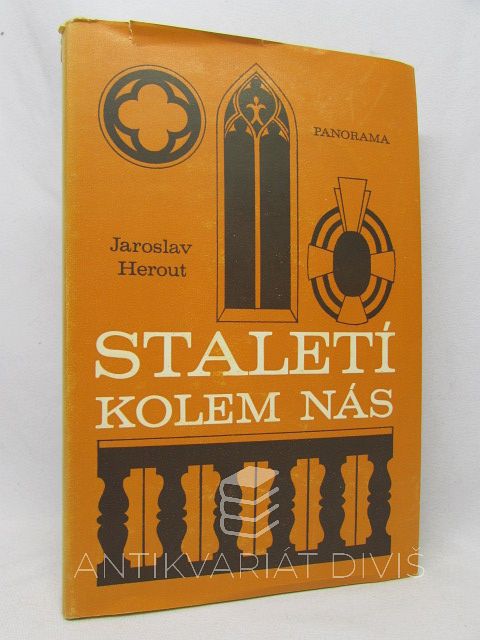 PANORAMA
Jaroslav
Herout
STALETÍ
KOLEM NÁS
ANTIKVARIÁT DIVIŠ